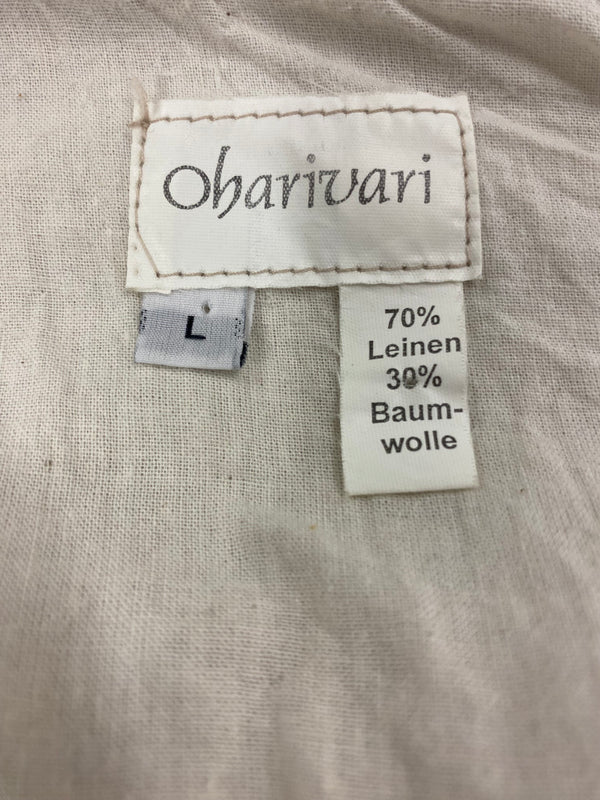 Oharivari
L
70%
Leinen
30%
Baum-
wolle